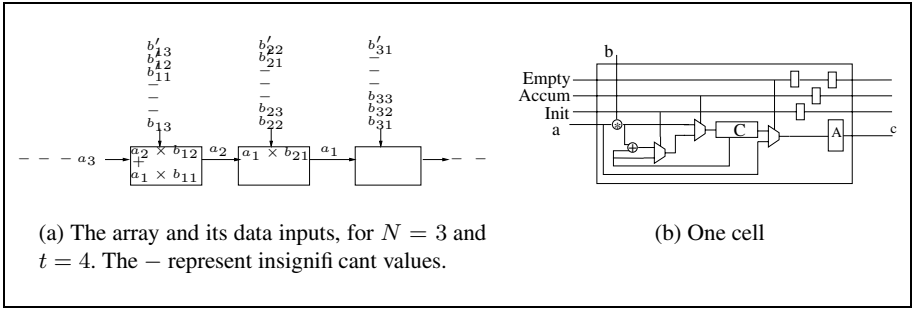 b′13 b′22 b′31
b′12 b′21 −
b11 − −
− − −
− − b33
− b23 b32
b13 b22 b31
− − − a3 a2 × b12 a2 a1 × b21 a1 − −
+
a1 × b11
(a) The array and its data inputs, for N = 3 and
t = 4. The − represent insignifi cant values.
b
Empty
Accum
Init
a
C
A
c
(b) One cell